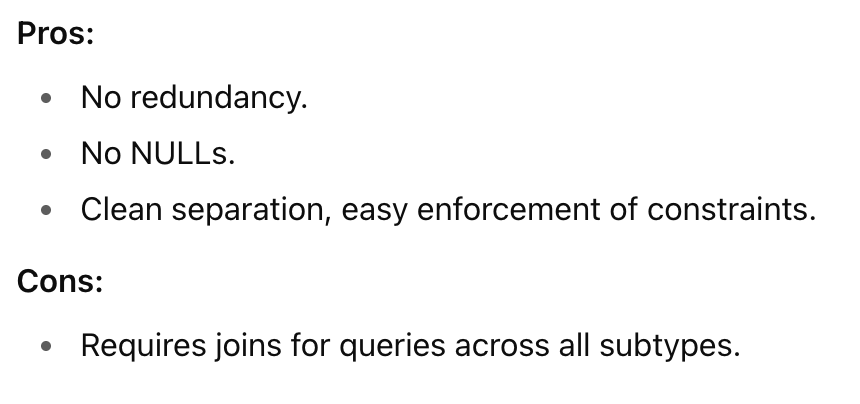 Pros:
• No redundancy.
• No NULLs.
• Clean separation, easy enforcement of constraints.
Cons:
• Requires joins for queries across all subtypes.